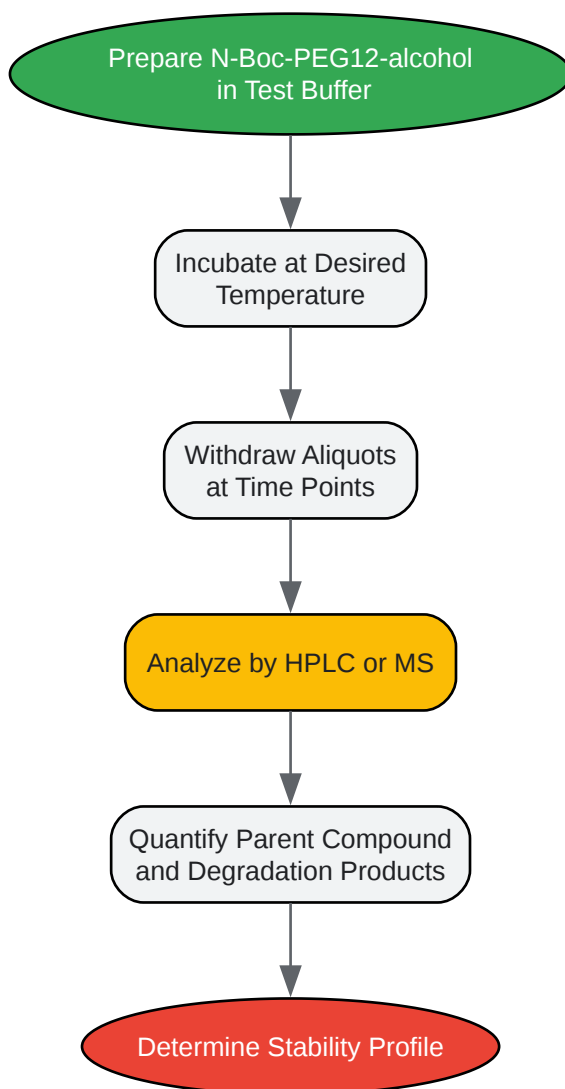 Prepare N-Boc-PEG12-alcohol
in Test Buffer
Incubate at Desired
Temperature
Withdraw Aliquots
at Time Points
Analyze by HPLC or MS
Quantify Parent Compound
and Degradation Products
Determine Stability Profile